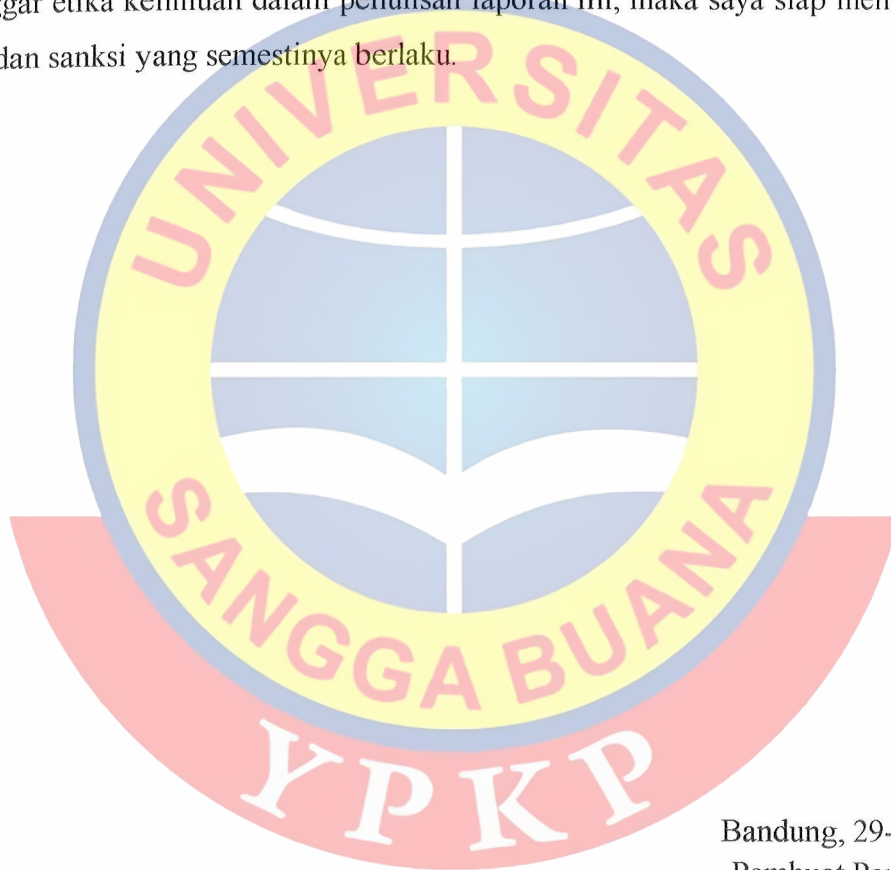 etika keilmuan dalam penulisan laporan ini, maka saya siap
dan sanksi yang semestinya berlaku.
UNIVERSITAS
SANGGA BUANA
YPKP
Bandung, 29-